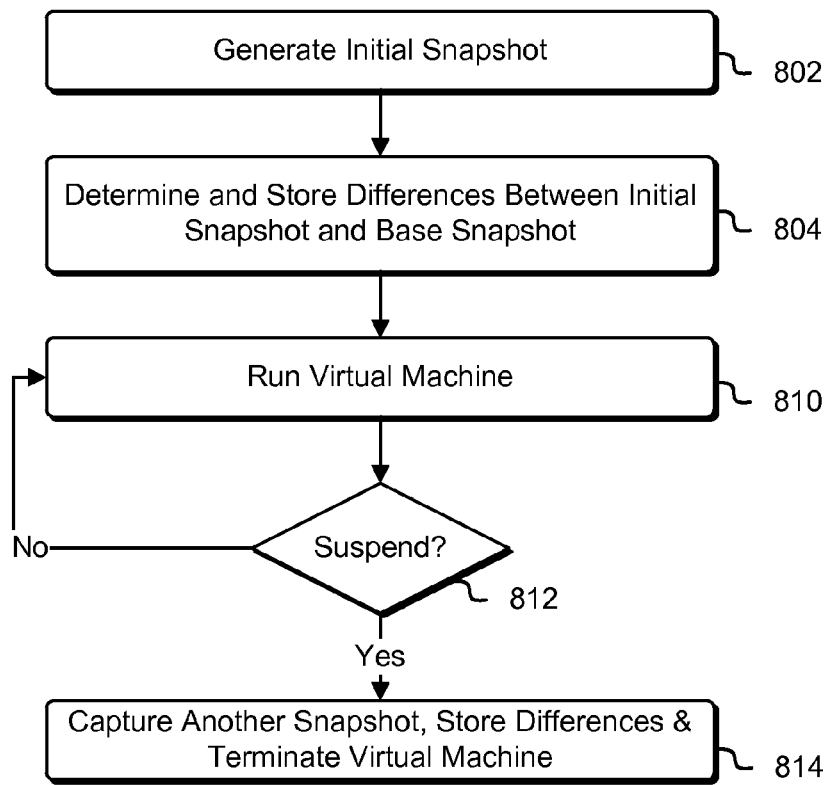 Generate Initial Snapshot
802
Determine and Store Differences Between Initial
Snapshot and Base Snapshot
804
Run Virtual Machine
810
Suspend?
No
812
Yes
Capture Another Snapshot, Store Differences &
Terminate Virtual Machine
814